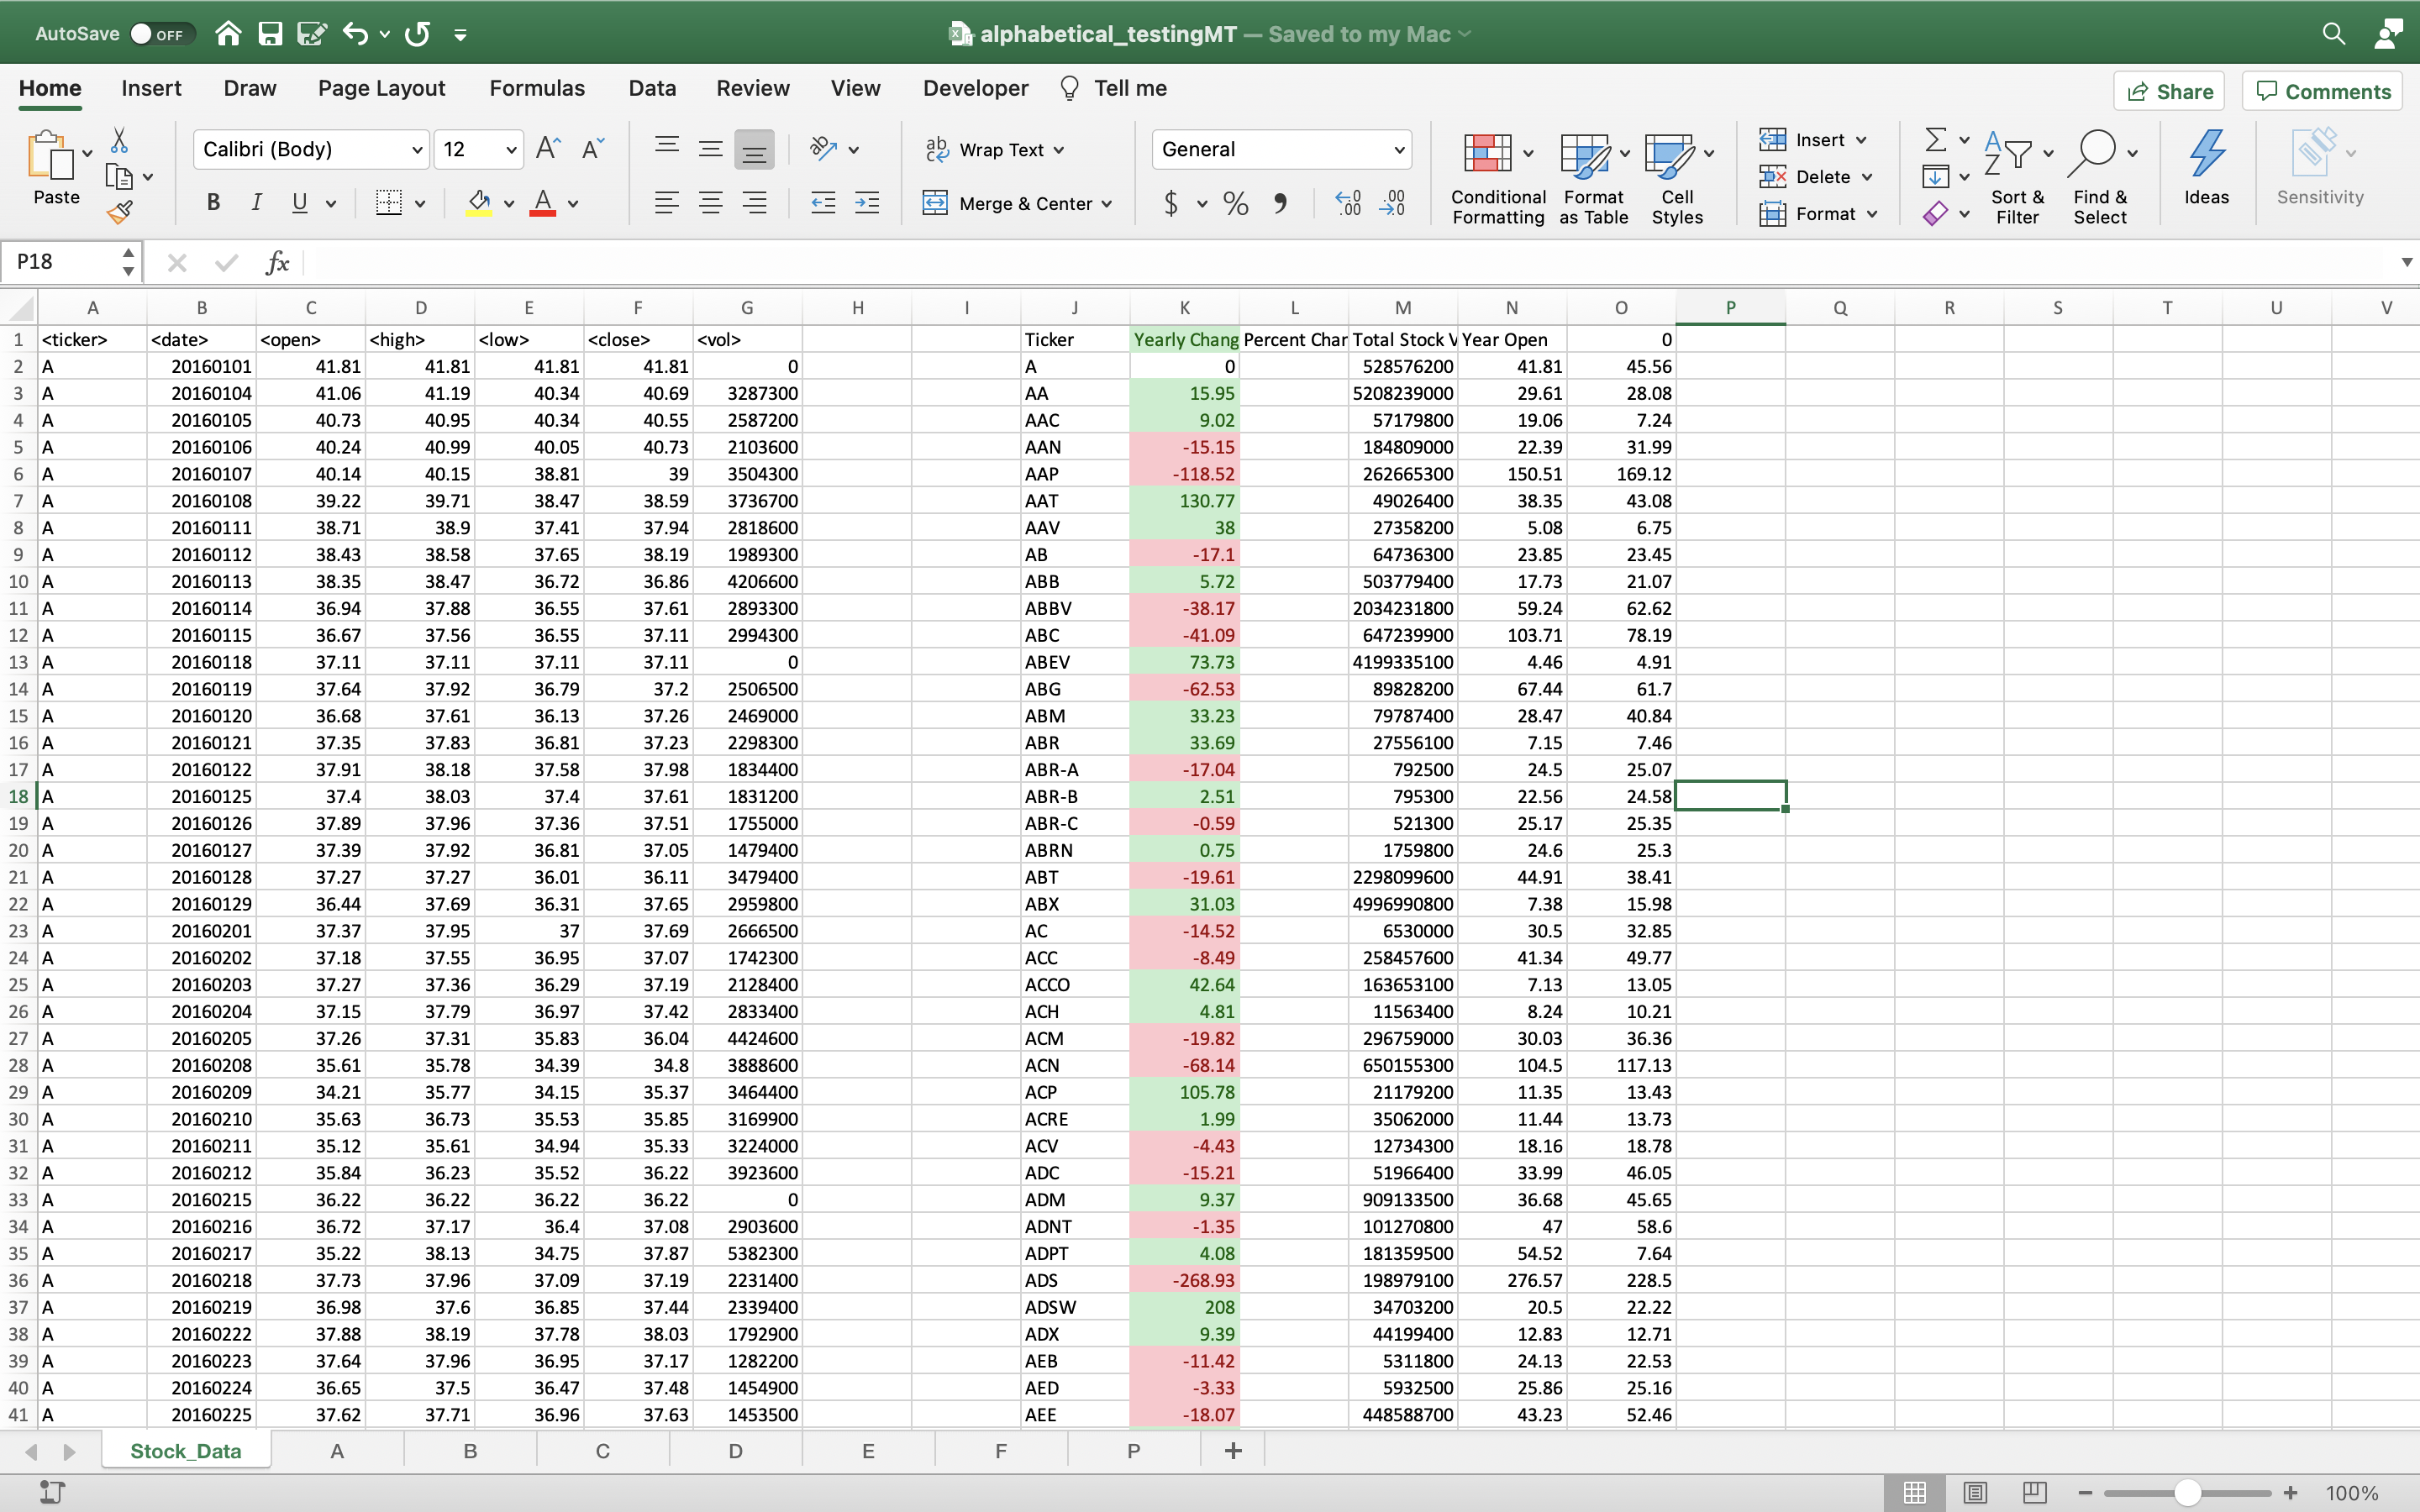 AutoSave OFF alphabetical_testingMT — Saved to my Mac
Home Insert Draw Page Layout Formulas Data Review View Developer Tell me Share Comments
Paste Calibri (Body) 12 Wrap Text General Conditional Formatting Format as Table Cell Styles Insert Sort & Filter Find & Select Ideas Sensitivity
B I U Merge & Center $ % Delete
Format
P18 fx
A B C D E F G H I J K L M N O P Q R S T U V
1 <ticker> <date> <open> <high> <low> <close> <vol> Ticker Yearly Chang Percent Char Total Stock V Year Open 0
2 A 20160101 41.81 41.81 41.81 41.81 0 A 0 528576200 41.81 45.56
3 A 20160104 41.06 41.19 40.34 40.69 3287300 AA 15.95 5208239000 29.61 28.08
4 A 20160105 40.73 40.95 40.34 40.55 2587200 AAC 9.02 57179800 19.06 7.24
5 A 20160106 40.24 40.99 40.05 40.73 2103600 AAN -15.15 184809000 22.39 31.99
6 A 20160107 40.14 40.15 38.81 39 3504300 AAP -118.52 262665300 150.51 169.12
7 A 20160108 39.22 39.71 38.47 38.59 3736700 AAT 130.77 49026400 38.35 43.08
8 A 20160111 38.71 38.9 37.41 37.94 2818600 AAV 38 27358200 5.08 6.75
9 A 20160112 38.43 38.58 37.65 38.19 1989300 AB -17.1 64736300 23.85 23.45
10 A 20160113 38.35 38.47 36.72 36.86 4206600 ABB 5.72 503779400 17.73 21.07
11 A 20160114 36.94 37.88 36.55 37.61 2893300 ABBV -38.17 2034231800 59.24 62.62
12 A 20160115 36.67 37.56 36.55 37.11 2994300 ABC -41.09 647239900 103.71 78.19
13 A 20160118 37.11 37.11 37.11 37.11 0 ABEV 73.73 4199335100 4.46 4.91
14 A 20160119 37.64 37.92 36.79 37.2 2506500 ABG -62.53 89828200 67.44 61.7
15 A 20160120 36.68 37.61 36.13 37.26 2469000 ABM 33.23 79787400 28.47 40.84
16 A 20160121 37.35 37.83 36.81 37.23 2298300 ABR 33.69 27556100 7.15 7.46
17 A 20160122 37.91 38.18 37.58 37.98 1834400 ABR-A -17.04 792500 24.5 25.07
18 A 20160125 37.4 38.03 37.4 37.61 1831200 ABR-B 2.51 795300 22.56 24.58
19 A 20160126 37.89 37.96 37.36 37.51 1755000 ABR-C -0.59 521300 25.17 25.35
20 A 20160127 37.39 37.92 36.81 37.05 1479400 ABRN 0.75 1759800 24.6 25.3
21 A 20160128 37.27 37.27 36.01 36.11 3479400 ABT -19.61 2298099600 44.91 38.41
22 A 20160129 36.44 37.69 36.31 37.65 2959800 ABX 31.03 4996990800 7.38 15.98
23 A 20160201 37.37 37.95 37 37.69 2666500 AC -14.52 6530000 30.5 32.85
24 A 20160202 37.18 37.55 36.95 37.07 1742300 ACC -8.49 258457600 41.34 49.77
25 A 20160203 37.27 37.36 36.29 37.19 2128400 ACCO 42.64 163653100 7.13 13.05
26 A 20160204 37.15 37.79 36.97 37.42 2833400 ACH 4.81 11563400 8.24 10.21
27 A 20160205 37.26 37.31 35.83 36.04 4424600 ACM -19.82 296759000 30.03 36.36
28 A 20160208 35.61 35.78 34.39 34.8 3888600 ACN -68.14 650155300 104.5 117.13
29 A 20160209 34.21 35.77 34.15 35.37 3464400 ACP 105.78 21179200 11.35 13.43
30 A 20160210 35.63 36.73 35.53 35.85 3169900 ACRE 1.99 35062000 11.44 13.73
31 A 20160211 35.12 35.61 34.94 35.33 3224000 ACV -4.43 12734300 18.16 18.78
32 A 20160212 35.84 36.23 35.52 36.22 3923600 ADC -15.21 51966400 33.99 46.05
33 A 20160215 36.22 36.22 36.22 36.22 0 ADM 9.37 909133500 36.68 45.65
34 A 20160216 36.72 37.17 36.4 37.08 2903600 ADNT -1.35 101270800 47 58.6
35 A 20160217 35.22 38.13 34.75 37.87 5382300 ADPT 4.08 181359500 54.52 7.64
36 A 20160218 37.73 37.96 37.09 37.19 2231400 ADS -268.93 198979100 276.57 228.5
37 A 20160219 36.98 37.6 36.85 37.44 2339400 ADSW 208 34703200 20.5 22.22
38 A 20160222 37.88 38.19 37.78 38.03 1792900 ADX 9.39 44199400 12.83 12.71
39 A 20160223 37.64 37.96 36.95 37.17 1282200 AEB -11.42 5311800 24.13 22.53
40 A 20160224 36.65 37.5 36.47 37.48 1454900 AED -3.33 5932500 25.86 25.16
41 A 20160225 37.62 37.71 36.96 37.63 1453500 AEE -18.07 448588700 43.23 52.46
Stock_Data A B C D E F P +
100%